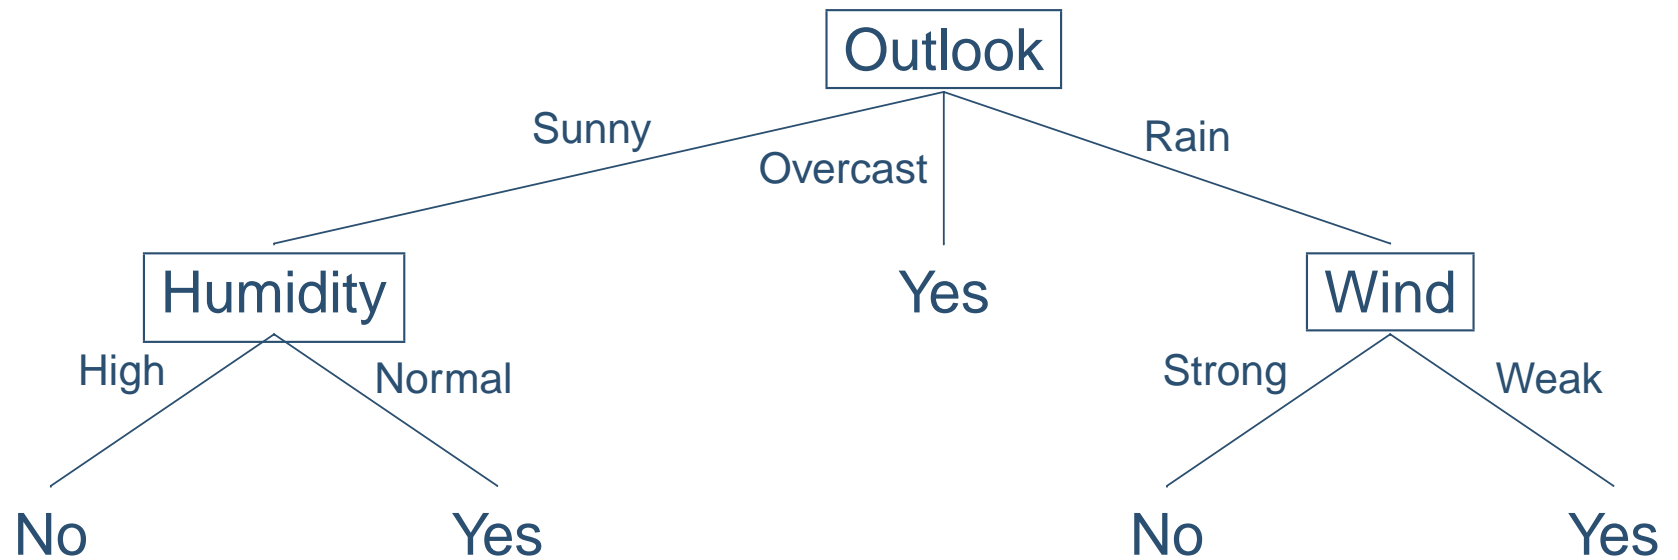 Outlook
Sunny
Overcast
Rain
Humidity
Yes
Wind
High
Normal
Strong
Weak
No
Yes
No
Yes